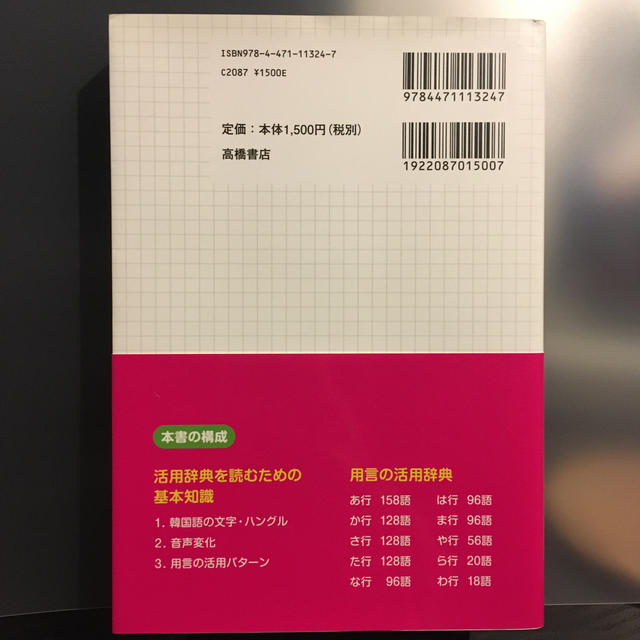 ISBN978-4-471-11324-7
C2087 ¥1500E
9784471113247
定価：本体1,500円（税別）
高橋書店
1922087015007
本書の構成
活用辞典を読むための
基本知識
1. 韓国語の文字・ハングル
2. 音声変化
3. 用言の活用パターン
用言の活用辞典
あ行 158語 は行 96語
か行 128語 ま行 96語
さ行 128語 や行 56語
た行 128語 ら行 20語
な行 96語 わ行 18語